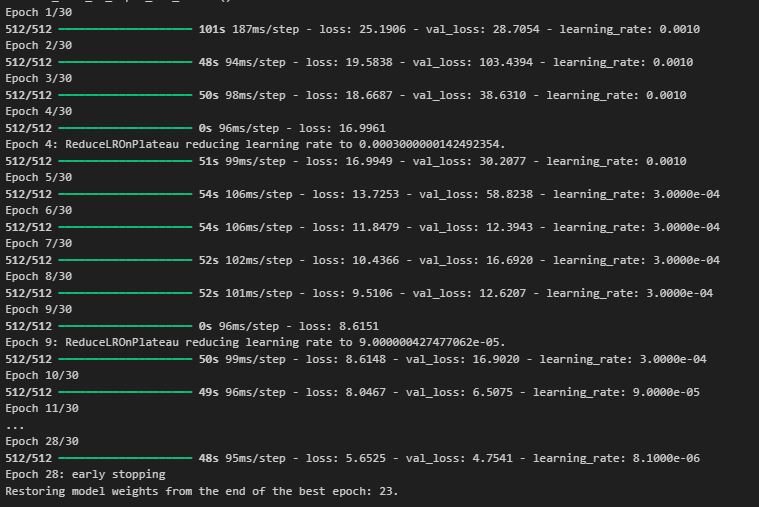 Epoch 1/30
512/512 ━━━━━━━━━━━━━━━━━━━━ 101s 187ms/step - loss: 25.1906 - val_loss: 28.7054 - learning_rate: 0.0010
Epoch 2/30
512/512 ━━━━━━━━━━━━━━━━━━━━ 48s 94ms/step - loss: 19.5838 - val_loss: 103.4394 - learning_rate: 0.0010
Epoch 3/30
512/512 ━━━━━━━━━━━━━━━━━━━━ 50s 98ms/step - loss: 18.6687 - val_loss: 38.6310 - learning_rate: 0.0010
Epoch 4/30
512/512 ━━━━━━━━━━━━━━━━━━━━ 0s 96ms/step - loss: 16.9961
Epoch 4: ReduceLROnPlateau reducing learning rate to 0.0003000000142492354.
512/512 ━━━━━━━━━━━━━━━━━━━━ 51s 99ms/step - loss: 16.9949 - val_loss: 30.2077 - learning_rate: 0.0010
Epoch 5/30
512/512 ━━━━━━━━━━━━━━━━━━━━ 54s 106ms/step - loss: 13.7253 - val_loss: 58.8238 - learning_rate: 3.0000e-04
Epoch 6/30
512/512 ━━━━━━━━━━━━━━━━━━━━ 54s 106ms/step - loss: 11.8479 - val_loss: 12.3943 - learning_rate: 3.0000e-04
Epoch 7/30
512/512 ━━━━━━━━━━━━━━━━━━━━ 52s 102ms/step - loss: 10.4366 - val_loss: 16.6920 - learning_rate: 3.0000e-04
Epoch 8/30
512/512 ━━━━━━━━━━━━━━━━━━━━ 52s 101ms/step - loss: 9.5106 - val_loss: 12.6207 - learning_rate: 3.0000e-04
Epoch 9/30
512/512 ━━━━━━━━━━━━━━━━━━━━ 0s 96ms/step - loss: 8.6151
Epoch 9: ReduceLROnPlateau reducing learning rate to 9.000000427477062e-05.
512/512 ━━━━━━━━━━━━━━━━━━━━ 50s 99ms/step - loss: 8.6148 - val_loss: 16.9020 - learning_rate: 3.0000e-04
Epoch 10/30
512/512 ━━━━━━━━━━━━━━━━━━━━ 49s 96ms/step - loss: 8.0467 - val_loss: 6.5075 - learning_rate: 9.0000e-05
Epoch 11/30
...
Epoch 28/30
512/512 ━━━━━━━━━━━━━━━━━━━━ 48s 95ms/step - loss: 5.6525 - val_loss: 4.7541 - learning_rate: 8.1000e-06
Epoch 28: early stopping
Restoring model weights from the end of the best epoch: 23.